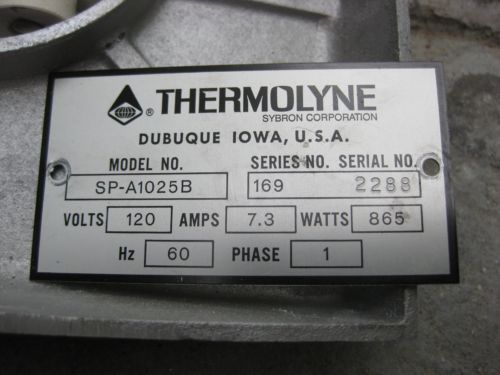 ® THERMOLYNE
SYBRON CORPORATION
DUBUQUE IOWA, U.S.A.
MODEL NO. SERIES NO. SERIAL NO.
SP-A1025B 169 2288
VOLTS 120 AMPS 7.3 WATTS 865
Hz 60 PHASE 1